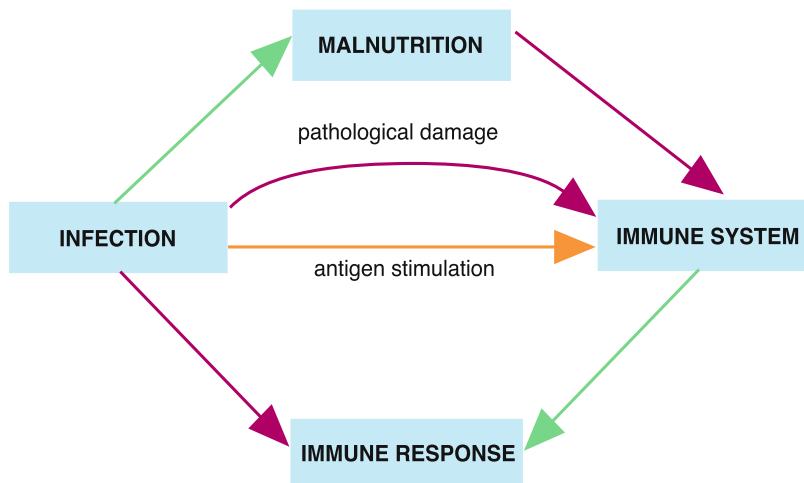 MALNUTRITION
pathological damage
INFECTION
IMMUNE SYSTEM
antigen stimulation
IMMUNE RESPONSE